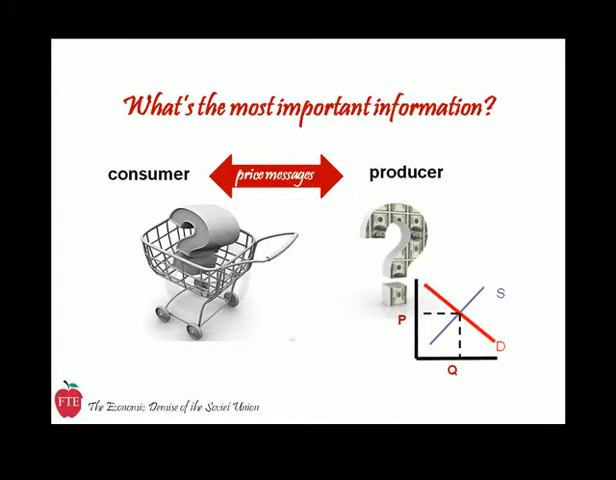 What's the most important information?
consumer
price messages
producer
S
P
D
Q
FTE
The Economic Demise of the Soviet Union